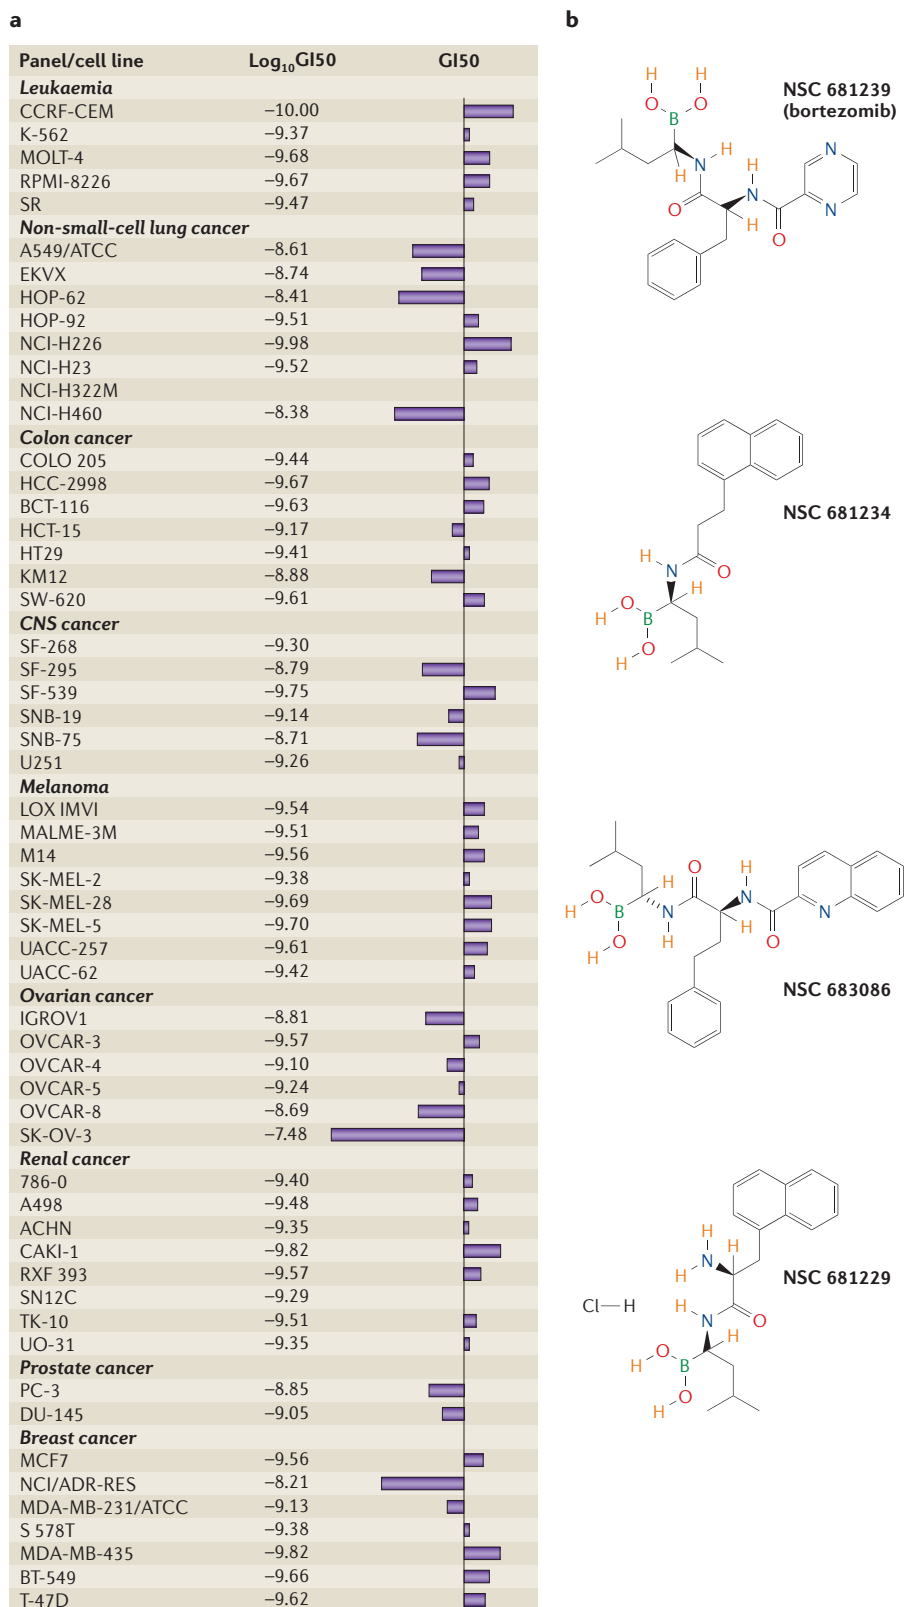 a
Panel/cell line Log10GI50 GI50
Leukaemia
CCRF-CEM −10.00
K-562 −9.37
MOLT-4 −9.68
RPMI-8226 −9.67
SR −9.47
Non-small-cell lung cancer
A549/ATCC −8.61
EKVX −8.74
HOP-62 −8.41
HOP-92 −9.51
NCI-H226 −9.98
NCI-H23 −9.52
NCI-H322M
NCI-H460 −8.38
Colon cancer
COLO 205 −9.44
HCC-2998 −9.67
BCT-116 −9.63
HCT-15 −9.17
HT29 −9.41
KM12 −8.88
SW-620 −9.61
CNS cancer
SF-268 −9.30
SF-295 −8.79
SF-539 −9.75
SNB-19 −9.14
SNB-75 −8.71
U251 −9.26
Melanoma
LOX IMVI −9.54
MALME-3M −9.51
M14 −9.56
SK-MEL-2 −9.38
SK-MEL-28 −9.69
SK-MEL-5 −9.70
UACC-257 −9.61
UACC-62 −9.42
Ovarian cancer
IGROV1 −8.81
OVCAR-3 −9.57
OVCAR-4 −9.10
OVCAR-5 −9.24
OVCAR-8 −8.69
SK-OV-3 −7.48
Renal cancer
786-0 −9.40
A498 −9.48
ACHN −9.35
CAKI-1 −9.82
RXF 393 −9.57
SN12C −9.29
TK-10 −9.51
UO-31 −9.35
Prostate cancer
PC-3 −8.85
DU-145 −9.05
Breast cancer
MCF7 −9.56
NCI/ADR-RES −8.21
MDA-MB-231/ATCC −9.13
S 578T −9.38
MDA-MB-435 −9.82
BT-549 −9.66
T-47D −9.62
b
H H
O O
B
H
N
H
H
N
O
H
O
N
N
NSC 681239
(bortezomib)
NSC 681234
H
N
O
H
H O
B
O
H
NSC 683086
O
H
N
H
H O
B
N
H
O
H
H
O
N
NSC 681229
H
N
H
H
Cl H
H
N
O
H
H O
B
O
H